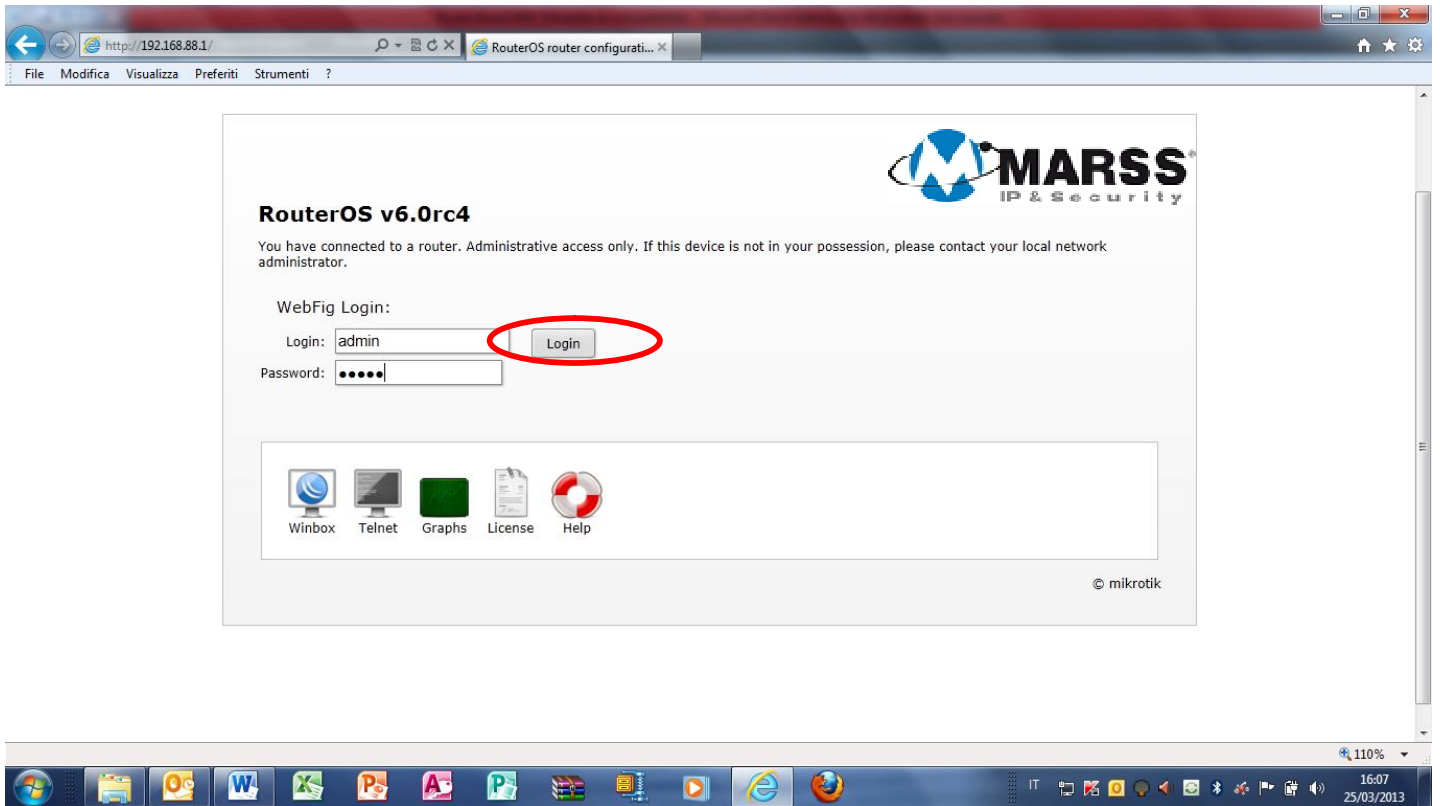 http://192.168.88.1/
RouterOS router configurati...
File Modifica Visualizza Preferiti Strumenti ?
MARSS®
IP & Security
RouterOS v6.0rc4
You have connected to a router. Administrative access only. If this device is not in your possession, please contact your local network
administrator.
WebFig Login:
Login: admin
Login
Password: •••••
Winbox Telnet Graphs License Help
© mikrotik
110%
IT
16:07
25/03/2013